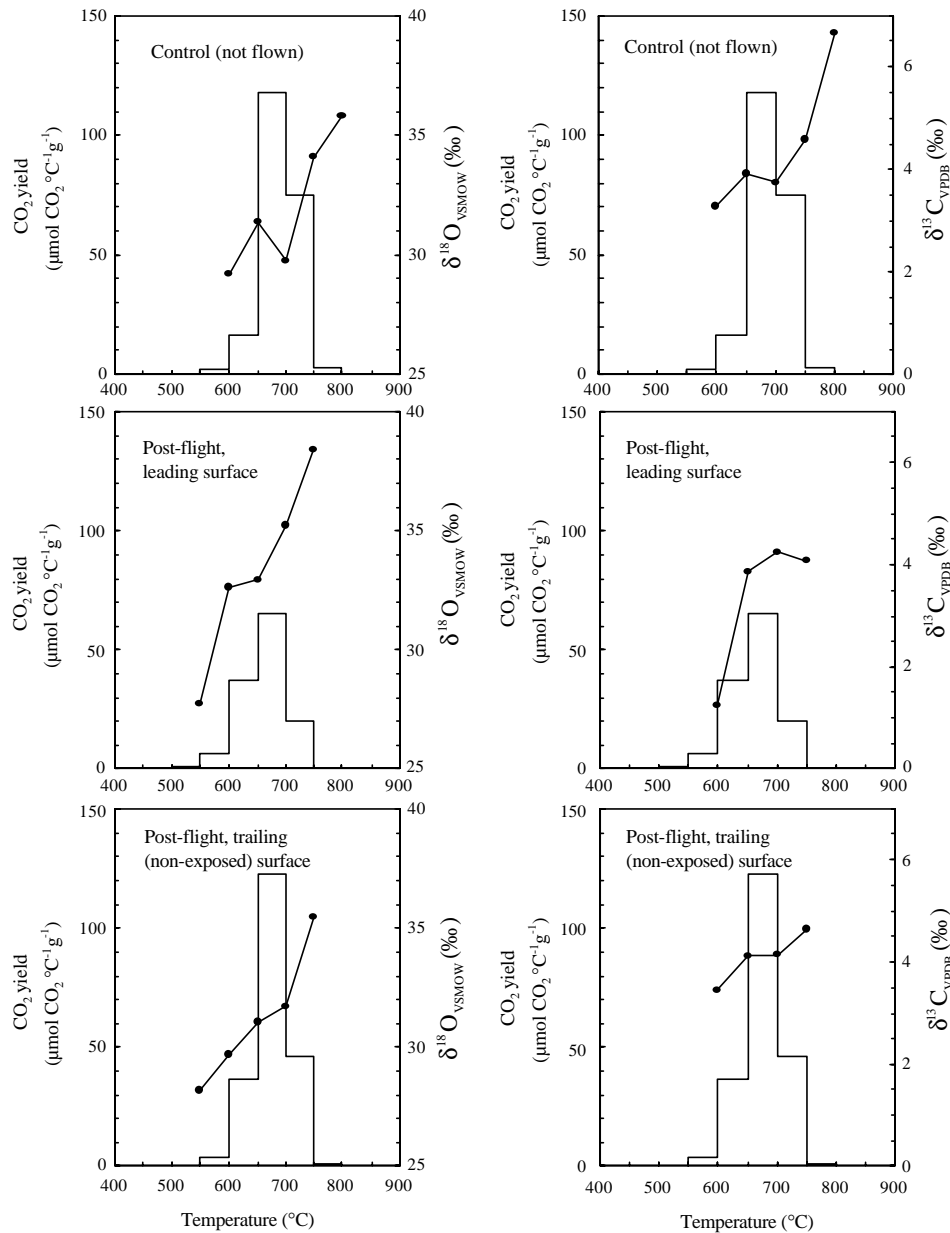 150
100
50
0
40
35
30
25
400 500 600 700 800 900
Control (not flown)
CO₂ yield
(µmol CO₂ °C⁻¹g⁻¹)
δ¹⁸O_VSMOW (‰)
150
100
50
0
6
4
2
0
400 500 600 700 800 900
Control (not flown)
CO₂ yield
(µmol CO₂ °C⁻¹g⁻¹)
δ¹³C_VPDB (‰)
150
100
50
0
40
35
30
25
400 500 600 700 800 900
Post-flight,
leading surface
CO₂ yield
(µmol CO₂ °C⁻¹g⁻¹)
δ¹⁸O_VSMOW (‰)
150
100
50
0
6
4
2
0
400 500 600 700 800 900
Post-flight,
leading surface
CO₂ yield
(µmol CO₂ °C⁻¹g⁻¹)
δ¹³C_VPDB (‰)
150
100
50
0
40
35
30
25
400 500 600 700 800 900
Post-flight, trailing
(non-exposed) surface
CO₂ yield
(µmol CO₂ °C⁻¹g⁻¹)
δ¹⁸O_VSMOW (‰)
Temperature (°C)
150
100
50
0
6
4
2
0
400 500 600 700 800 900
Post-flight, trailing
(non-exposed) surface
CO₂ yield
(µmol CO₂ °C⁻¹g⁻¹)
δ¹³C_VPDB (‰)
Temperature (°C)